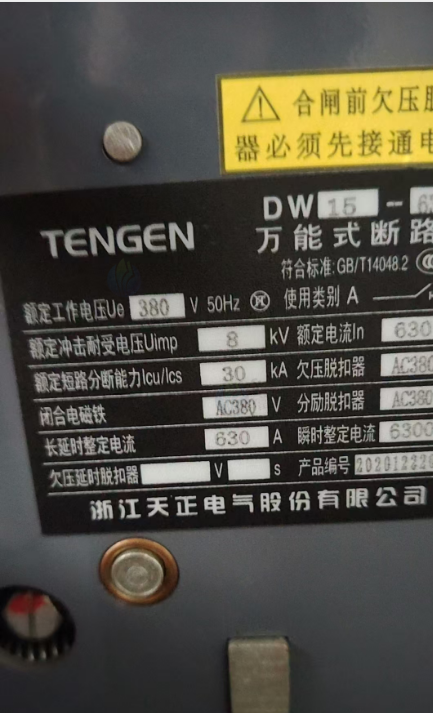 合闸前欠压脱
器必须先接通电
DW 15 - 6
TENGEN
万能式断路
符合标准:GB/T14048.2
额定工作电压Ue 380 V 50Hz 使用类别 A
额定冲击耐受电压Uimp 8 kV 额定电流In 630
额定短路分断能力Icu/Ics 30 kA 欠压脱扣器 AC380
闭合电磁铁 AC380 V 分励脱扣器 AC380
长延时整定电流 630 A 瞬时整定电流 6300
欠压延时脱扣器 V s 产品编号 202012220
浙江天正电气股份有限公司